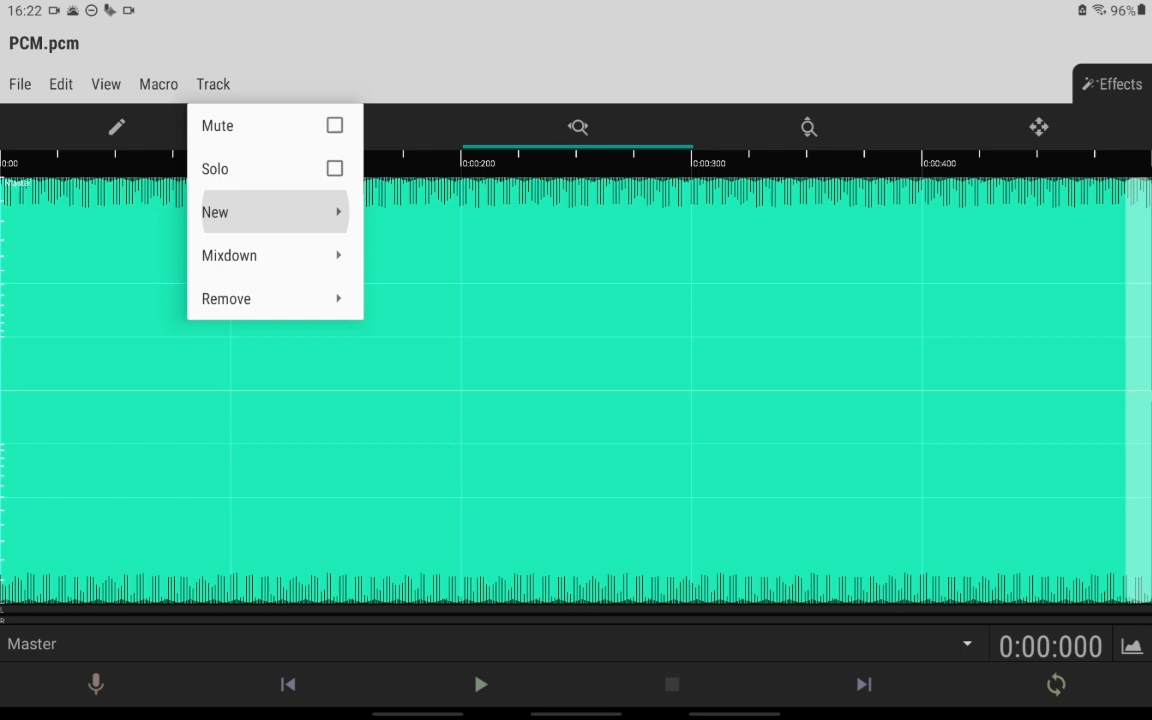 16:22 96%
PCM.pcm
File Edit View Macro Track
Effects
Mute
Solo
New
Mixdown
Remove
0:00 0:00:200 0:00:300 0:00:400
Master
L
R
Master 0:00:000